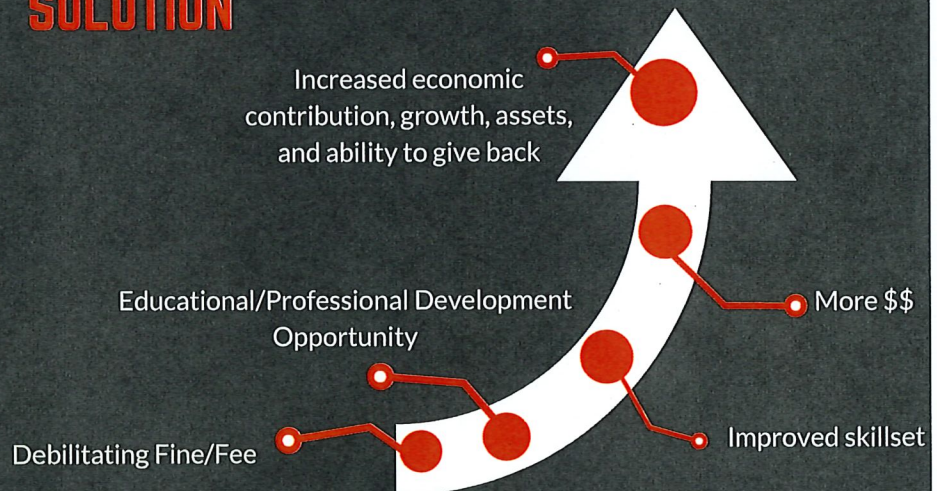 SOLUTION
Increased economic
contribution, growth, assets,
and ability to give back
Educational/Professional Development
Opportunity
More $$
Improved skillset
Debilitating Fine/Fee